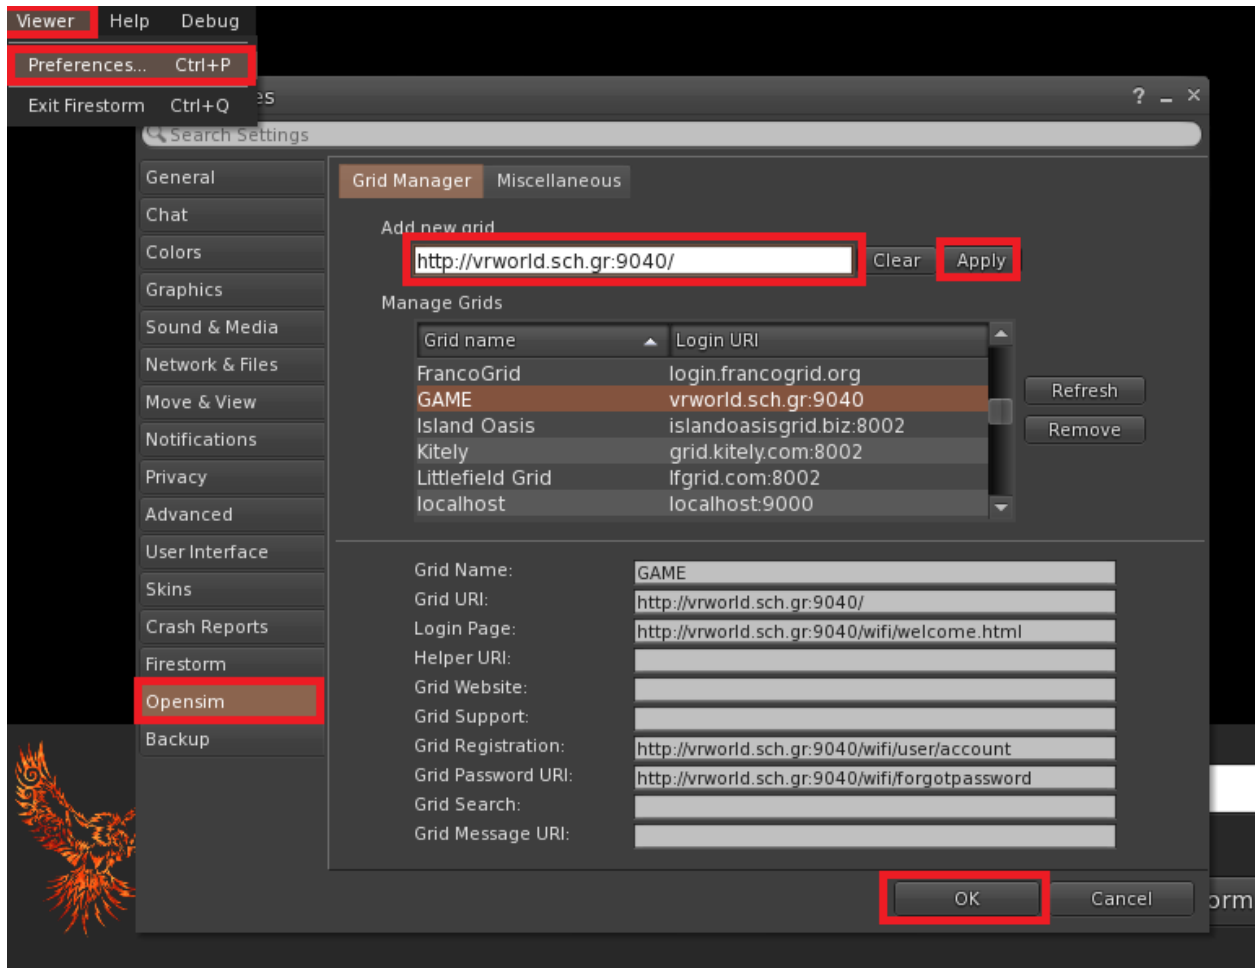 Viewer Help Debug
Preferences... Ctrl+P
Exit Firestorm Ctrl+Q
es
? _ ×
Search Settings
General
Chat
Colors
Graphics
Sound & Media
Network & Files
Move & View
Notifications
Privacy
Advanced
User Interface
Skins
Crash Reports
Firestorm
Opensim
Backup
Grid Manager Miscellaneous
Add new grid
http://vrworld.sch.gr:9040/ Clear Apply
Manage Grids
Grid name Login URI
FrancoGrid login.francogrid.org
GAME vrworld.sch.gr:9040
Island Oasis islandoasisgrid.biz:8002
Kitely grid.kitely.com:8002
Littlefield Grid lfgrid.com:8002
localhost localhost:9000
Refresh
Remove
Grid Name: GAME
Grid URI: http://vrworld.sch.gr:9040/
Login Page: http://vrworld.sch.gr:9040/wifi/welcome.html
Helper URI:
Grid Website:
Grid Support:
Grid Registration: http://vrworld.sch.gr:9040/wifi/user/account
Grid Password URI: http://vrworld.sch.gr:9040/wifi/forgotpassword
Grid Search:
Grid Message URI:
OK Cancel
orm